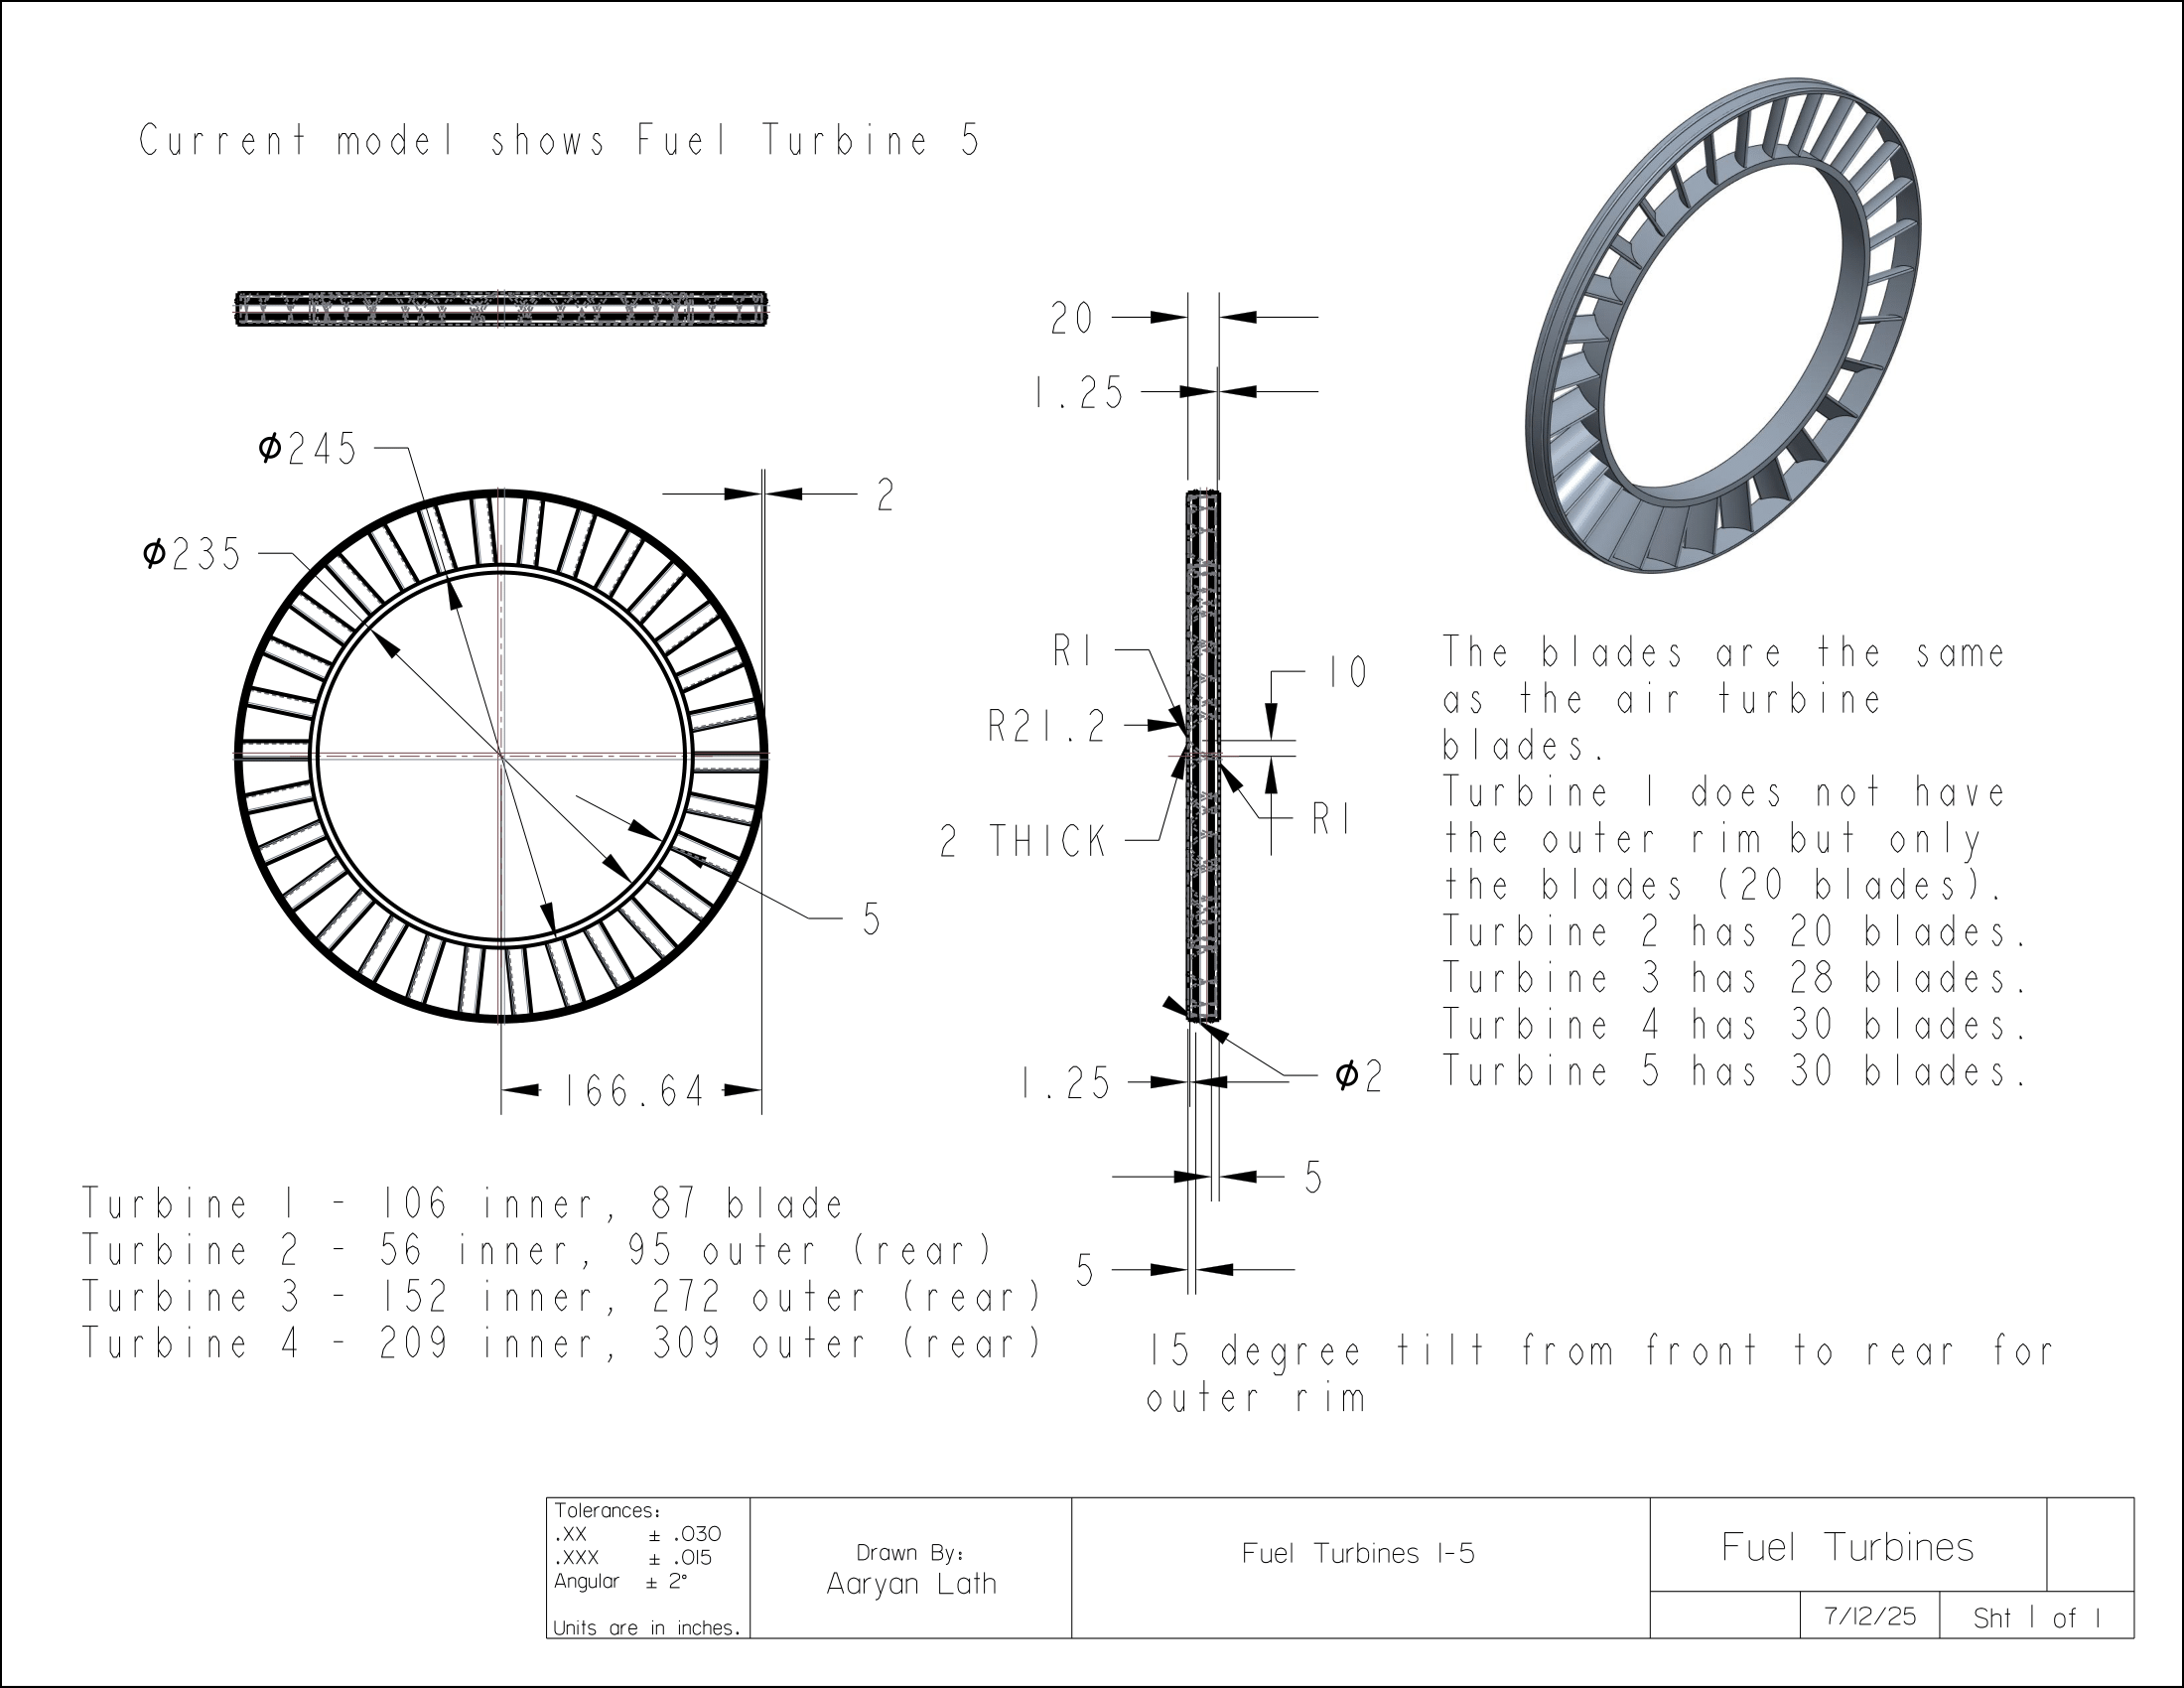 Current model shows Fuel Turbine 5
20
1.25
ø245
2
ø235
R1
10
R21.2
R1
2 THICK
5
166.64
1.25
ø2
5
5
The blades are the same
as the air turbine
blades.
Turbine 1 does not have
the outer rim but only
the blades (20 blades).
Turbine 2 has 20 blades.
Turbine 3 has 28 blades.
Turbine 4 has 30 blades.
Turbine 5 has 30 blades.
Turbine 1 - 106 inner, 87 blade
Turbine 2 - 56 inner, 95 outer (rear)
Turbine 3 - 152 inner, 272 outer (rear)
Turbine 4 - 209 inner, 309 outer (rear)
15 degree tilt from front to rear for
outer rim
Tolerances:
.XX ± .030
.XXX ± .015
Angular ± 2°
Units are in inches.
Drawn By:
Aaryan Lath
Fuel Turbines 1-5
Fuel Turbines
7/12/25
Sht 1 of 1